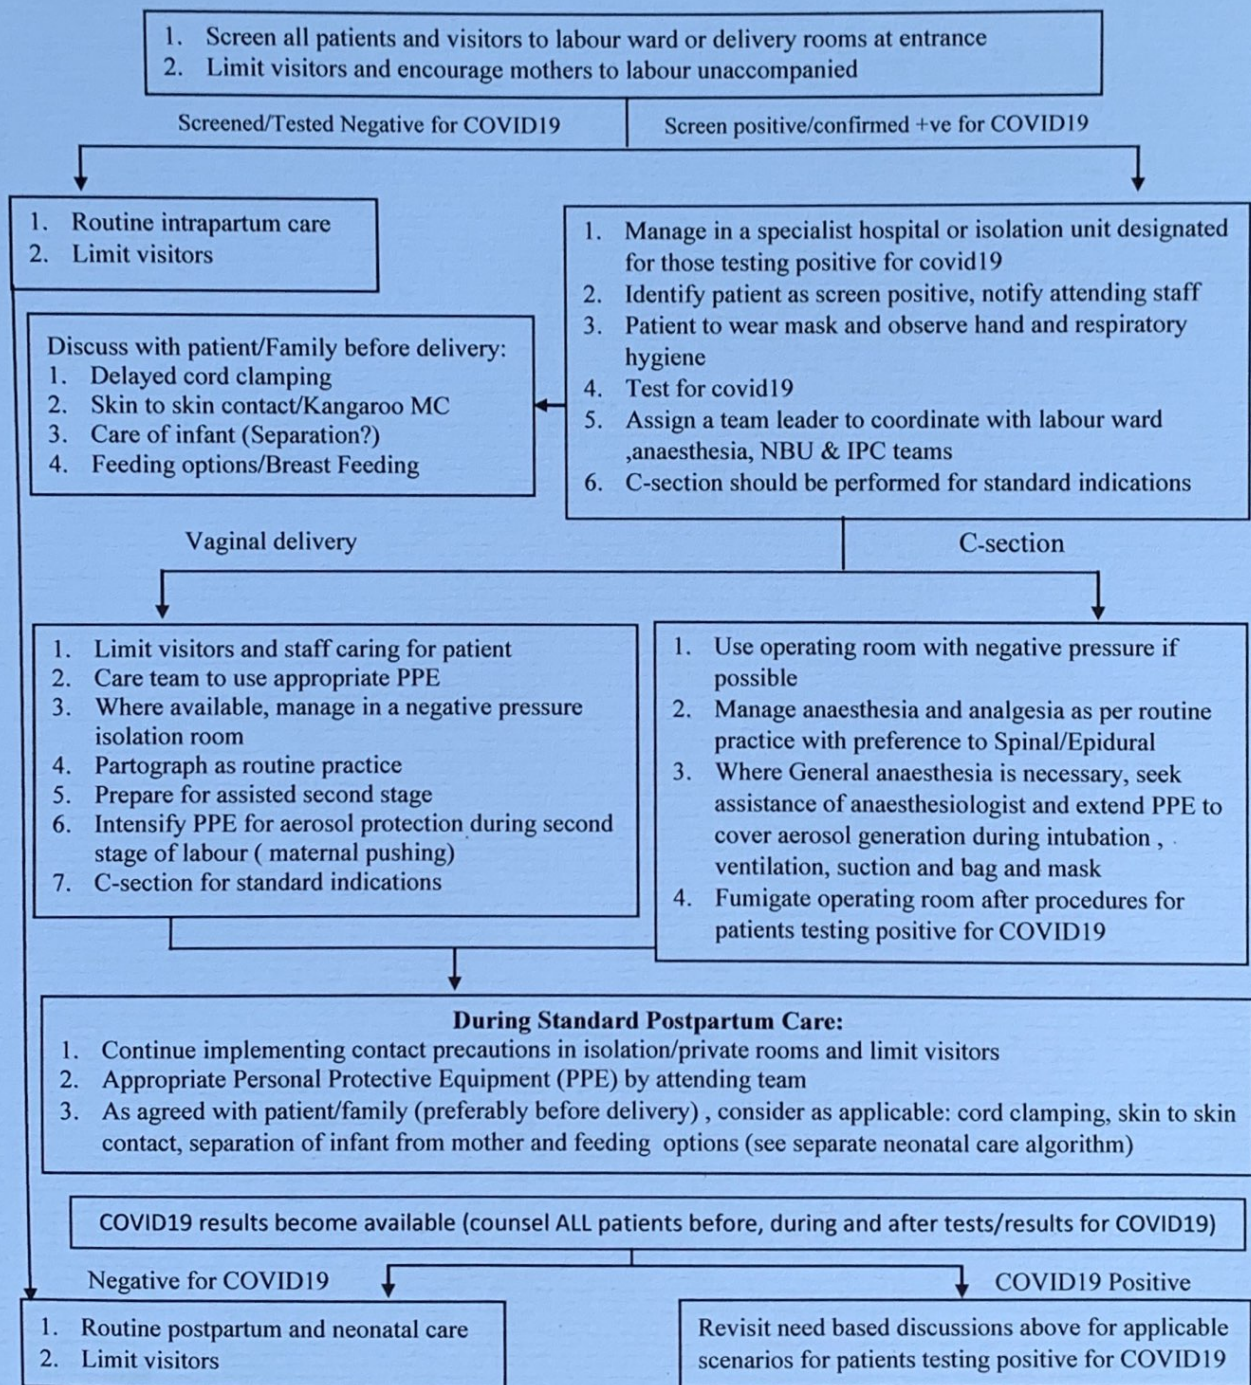 1. Screen all patients and visitors to labour ward or delivery rooms at entrance
2. Limit visitors and encourage mothers to labour unaccompanied
Screened/Tested Negative for COVID19
Screen positive/confirmed +ve for COVID19
1. Routine intrapartum care
2. Limit visitors
1. Manage in a specialist hospital or isolation unit designated
for those testing positive for covid19
2. Identify patient as screen positive, notify attending staff
3. Patient to wear mask and observe hand and respiratory
hygiene
4. Test for covid19
5. Assign a team leader to coordinate with labour ward
,anaesthesia, NBU & IPC teams
6. C-section should be performed for standard indications
Discuss with patient/Family before delivery:
1. Delayed cord clamping
2. Skin to skin contact/Kangaroo MC
3. Care of infant (Separation?)
4. Feeding options/Breast Feeding
Vaginal delivery
C-section
1. Limit visitors and staff caring for patient
2. Care team to use appropriate PPE
3. Where available, manage in a negative pressure
isolation room
4. Partograph as routine practice
5. Prepare for assisted second stage
6. Intensify PPE for aerosol protection during second
stage of labour ( maternal pushing)
7. C-section for standard indications
1. Use operating room with negative pressure if
possible
2. Manage anaesthesia and analgesia as per routine
practice with preference to Spinal/Epidural
3. Where General anaesthesia is necessary, seek
assistance of anaesthesiologist and extend PPE to
cover aerosol generation during intubation ,
ventilation, suction and bag and mask
4. Fumigate operating room after procedures for
patients testing positive for COVID19
During Standard Postpartum Care:
1. Continue implementing contact precautions in isolation/private rooms and limit visitors
2. Appropriate Personal Protective Equipment (PPE) by attending team
3. As agreed with patient/family (preferably before delivery) , consider as applicable: cord clamping, skin to skin
contact, separation of infant from mother and feeding options (see separate neonatal care algorithm)
COVID19 results become available (counsel ALL patients before, during and after tests/results for COVID19)
Negative for COVID19
COVID19 Positive
1. Routine postpartum and neonatal care
2. Limit visitors
Revisit need based discussions above for applicable
scenarios for patients testing positive for COVID19